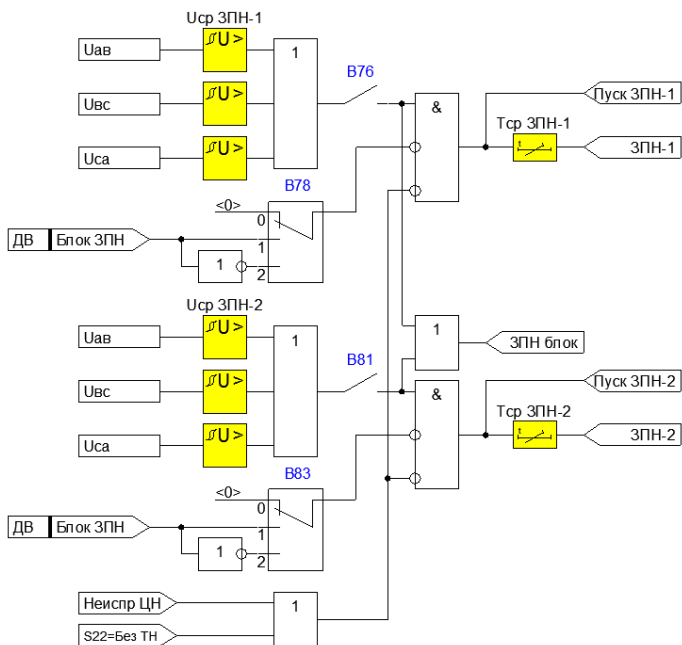 Uср ЗПН-1
Uав
U>
1
В76
Uвс
U>
&
Пуск ЗПН-1
Тср ЗПН-1
t
ЗПН-1
Uса
U>
В78
<0>
0
ДВ Блок ЗПН
1
1
2
Uср ЗПН-2
Uав
U>
1
1
ЗПН блок
В81
Uвс
U>
&
Пуск ЗПН-2
Тср ЗПН-2
t
ЗПН-2
Uса
U>
В83
<0>
0
ДВ Блок ЗПН
1
1
2
Неиспр ЦН
1
S22=Без ТН